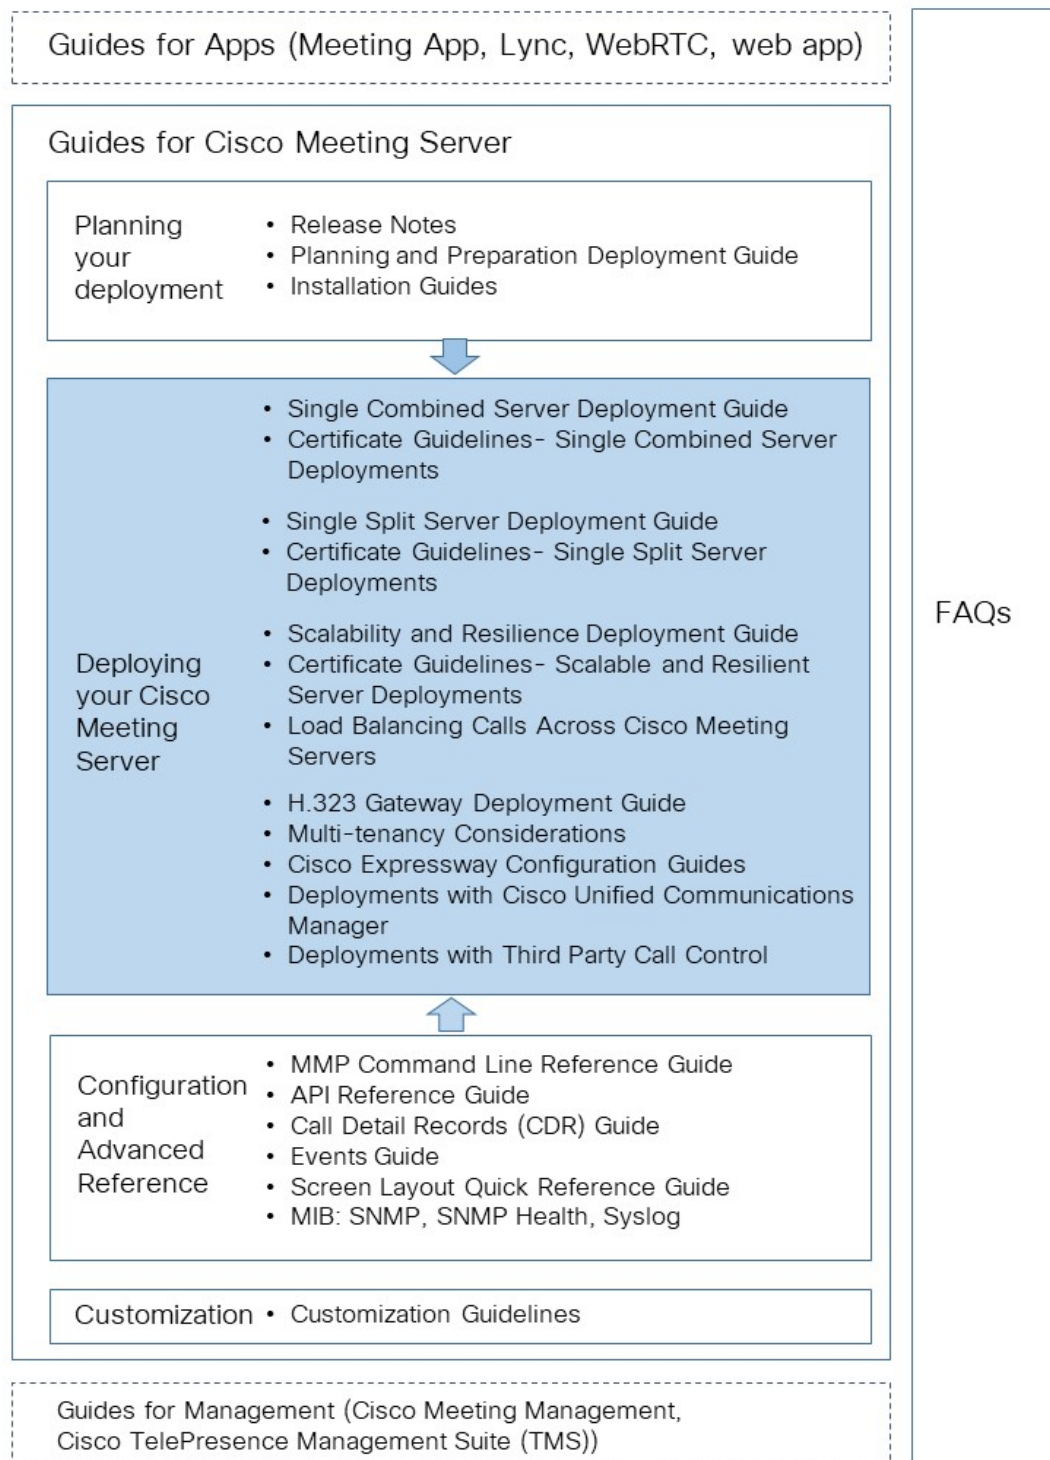 Guides for Apps (Meeting App, Lync, WebRTC, web app)
Guides for Cisco Meeting Server
Planning
your
deployment
• Release Notes
• Planning and Preparation Deployment Guide
• Installation Guides
Deploying
your Cisco
Meeting
Server
• Single Combined Server Deployment Guide
• Certificate Guidelines- Single Combined Server
Deployments
• Single Split Server Deployment Guide
• Certificate Guidelines- Single Split Server
Deployments
• Scalability and Resilience Deployment Guide
• Certificate Guidelines- Scalable and Resilient
Server Deployments
• Load Balancing Calls Across Cisco Meeting
Servers
• H.323 Gateway Deployment Guide
• Multi-tenancy Considerations
• Cisco Expressway Configuration Guides
• Deployments with Cisco Unified Communications
Manager
• Deployments with Third Party Call Control
Configuration
and
Advanced
Reference
• MMP Command Line Reference Guide
• API Reference Guide
• Call Detail Records (CDR) Guide
• Events Guide
• Screen Layout Quick Reference Guide
• MIB: SNMP, SNMP Health, Syslog
Customization • Customization Guidelines
Guides for Management (Cisco Meeting Management,
Cisco TelePresence Management Suite (TMS))
FAQs